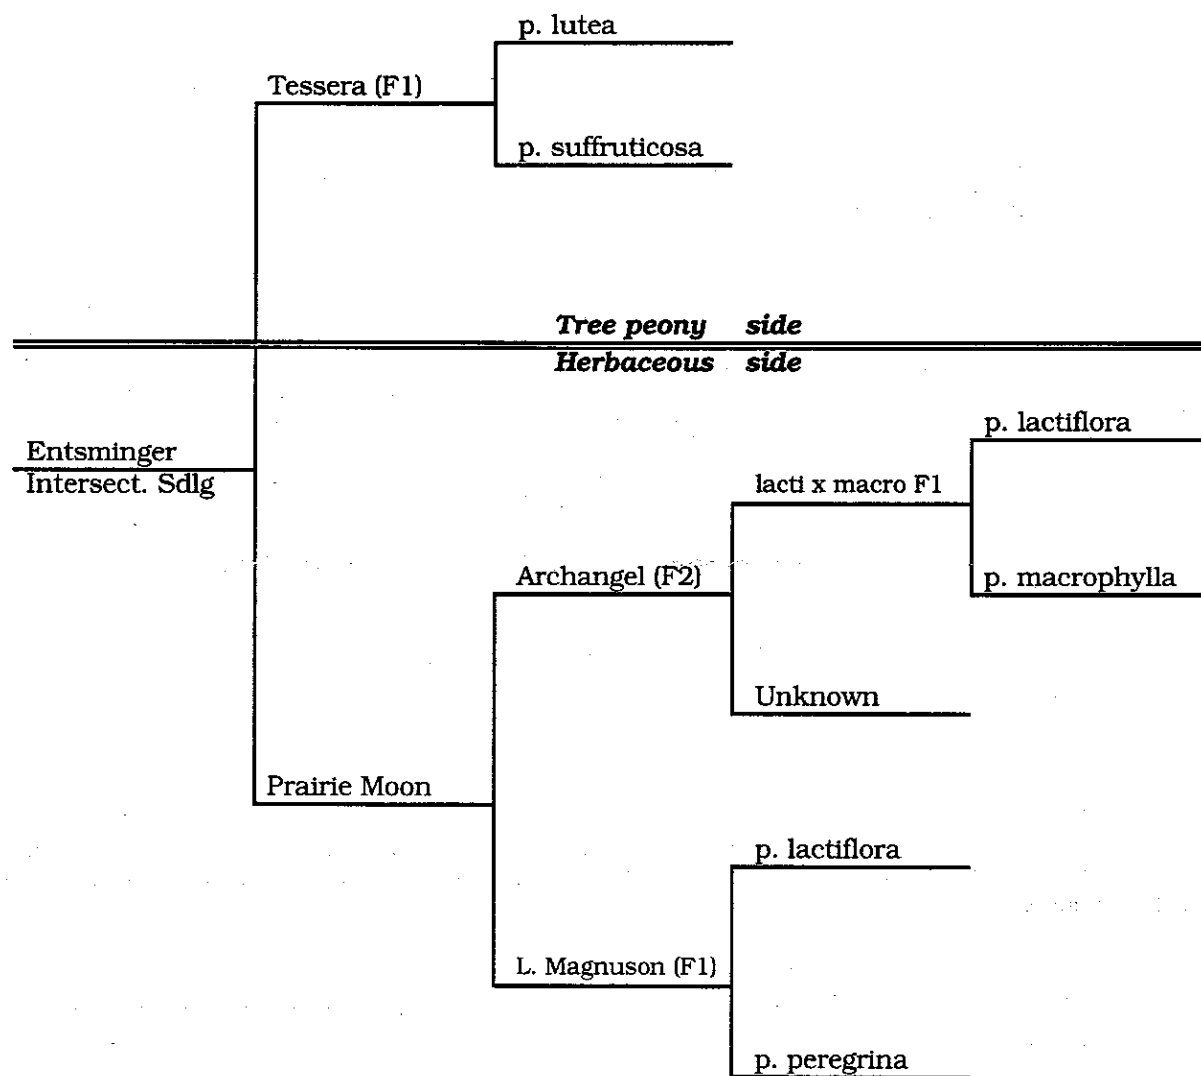 p. lutea
Tessera (F1)
p. suffruticosa
Tree peony side
Herbaceous side
p. lactiflora
Entsminger
Intersect. Sdlg
lacti x macro F1
Archangel (F2)
p. macrophylla
Unknown
Prairie Moon
p. lactiflora
L. Magnuson (F1)
p. peregrina